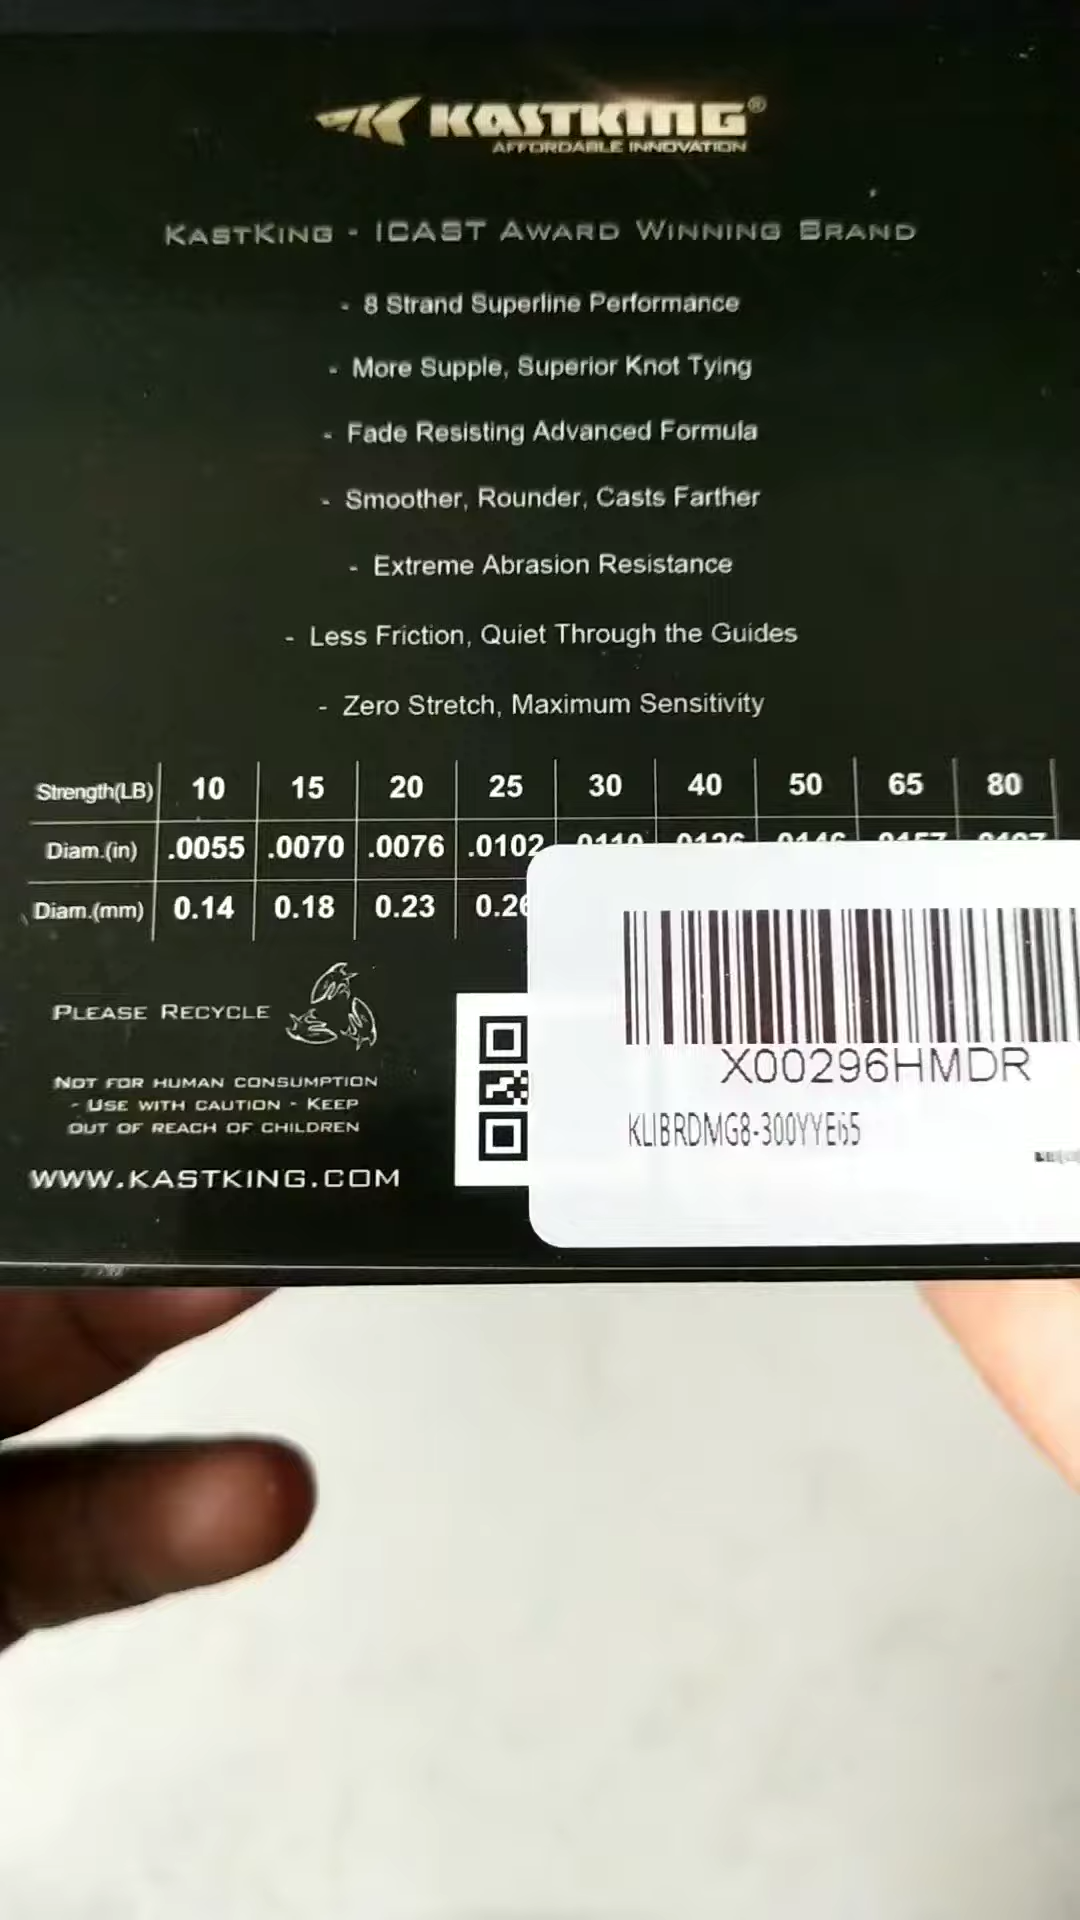 KASTKING®
AFFORDABLE INNOVATION
KASTKING - ICAST AWARD WINNING BRAND
- 8 Strand Superline Performance
- More Supple, Superior Knot Tying
- Fade Resisting Advanced Formula
- Smoother, Rounder, Casts Farther
- Extreme Abrasion Resistance
- Less Friction, Quiet Through the Guides
- Zero Stretch, Maximum Sensitivity
Strength(LB) 10 15 20 25 30 40 50 65 80
Diam.(in) .0055 .0070 .0076 .0102
Diam.(mm) 0.14 0.18 0.23
PLEASE RECYCLE
NOT FOR HUMAN CONSUMPTION
- USE WITH CAUTION - KEEP
OUT OF REACH OF CHILDREN
WWW.KASTKING.COM
X00296HMDR
KLIBRDMG8-300YYE65